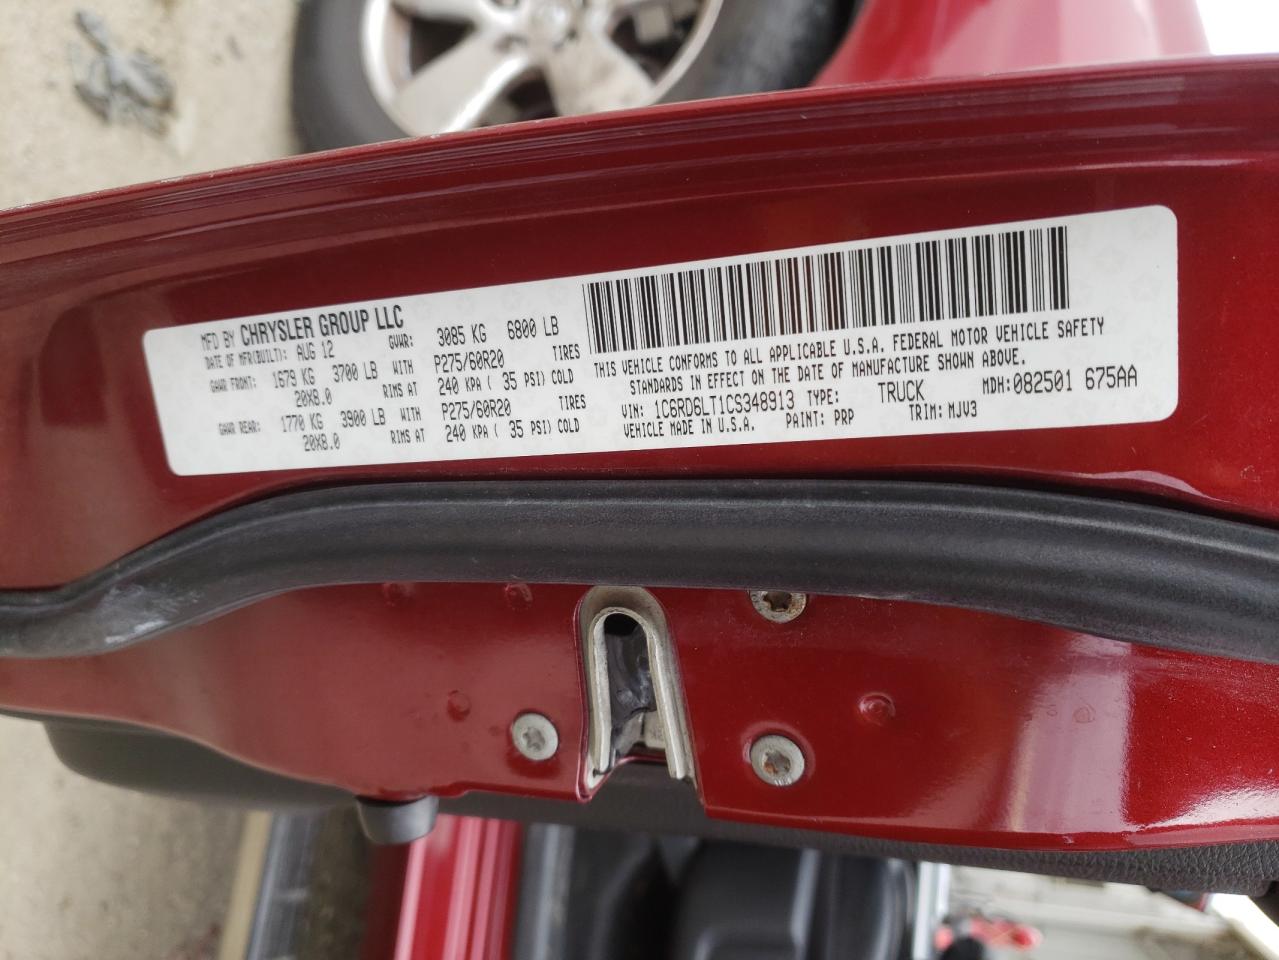 MFD BY CHRYSLER GROUP LLC
DATE OF MFR(BUILT): AUG 12 GVWR: 3085 KG 6800 LB
GAWR FRONT: 1679 KG 3700 LB WITH P275/60R20 TIRES
20X8.0 RIMS AT 240 KPA ( 35 PSI) COLD
GAWR REAR: 1770 KG 3900 LB WITH P275/60R20 TIRES
20X8.0 RIMS AT 240 KPA ( 35 PSI) COLD
THIS VEHICLE CONFORMS TO ALL APPLICABLE U.S.A. FEDERAL MOTOR VEHICLE SAFETY
STANDARDS IN EFFECT ON THE DATE OF MANUFACTURE SHOWN ABOVE.
VIN: 1C6RD6LT1CS348913 TYPE: TRUCK MDH: 082501 675AA
VEHICLE MADE IN U.S.A. PAINT: PRP TRIM: MJV3